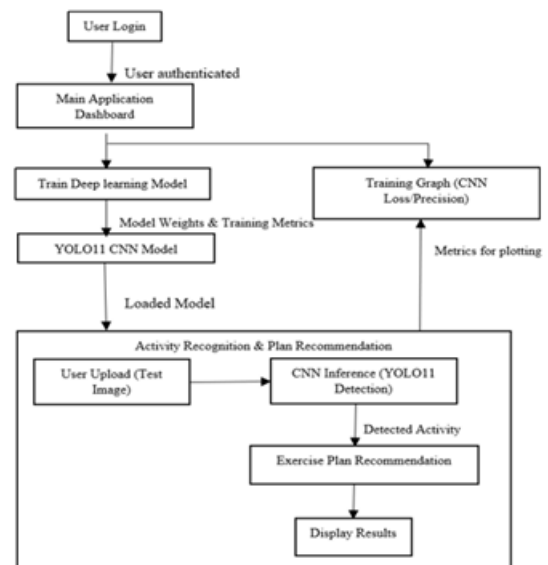 User Login
User authenticated
Main Application
Dashboard
Train Deep learning Model
Training Graph (CNN
Loss/Precision)
Model Weights & Training Metrics
YOLO11 CNN Model
Metrics for plotting
Loaded Model
Activity Recognition & Plan Recommendation
User Upload (Test
Image)
CNN Inference (YOLO11
Detection)
Detected Activity
Exercise Plan Recommendation
Display Results